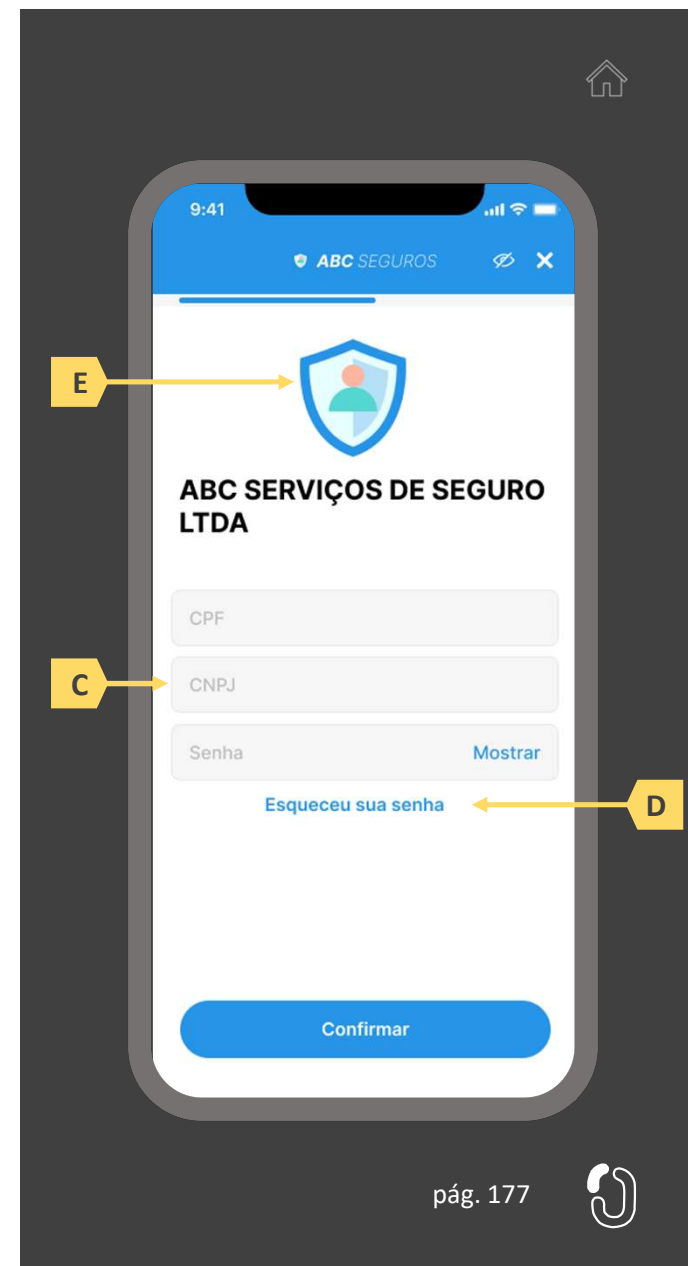 9:41
ABC SEGUROS
E
ABC SERVIÇOS DE SEGURO
LTDA
CPF
C
CNPJ
Senha Mostrar
Esqueceu sua senha
D
Confirmar
pág. 177